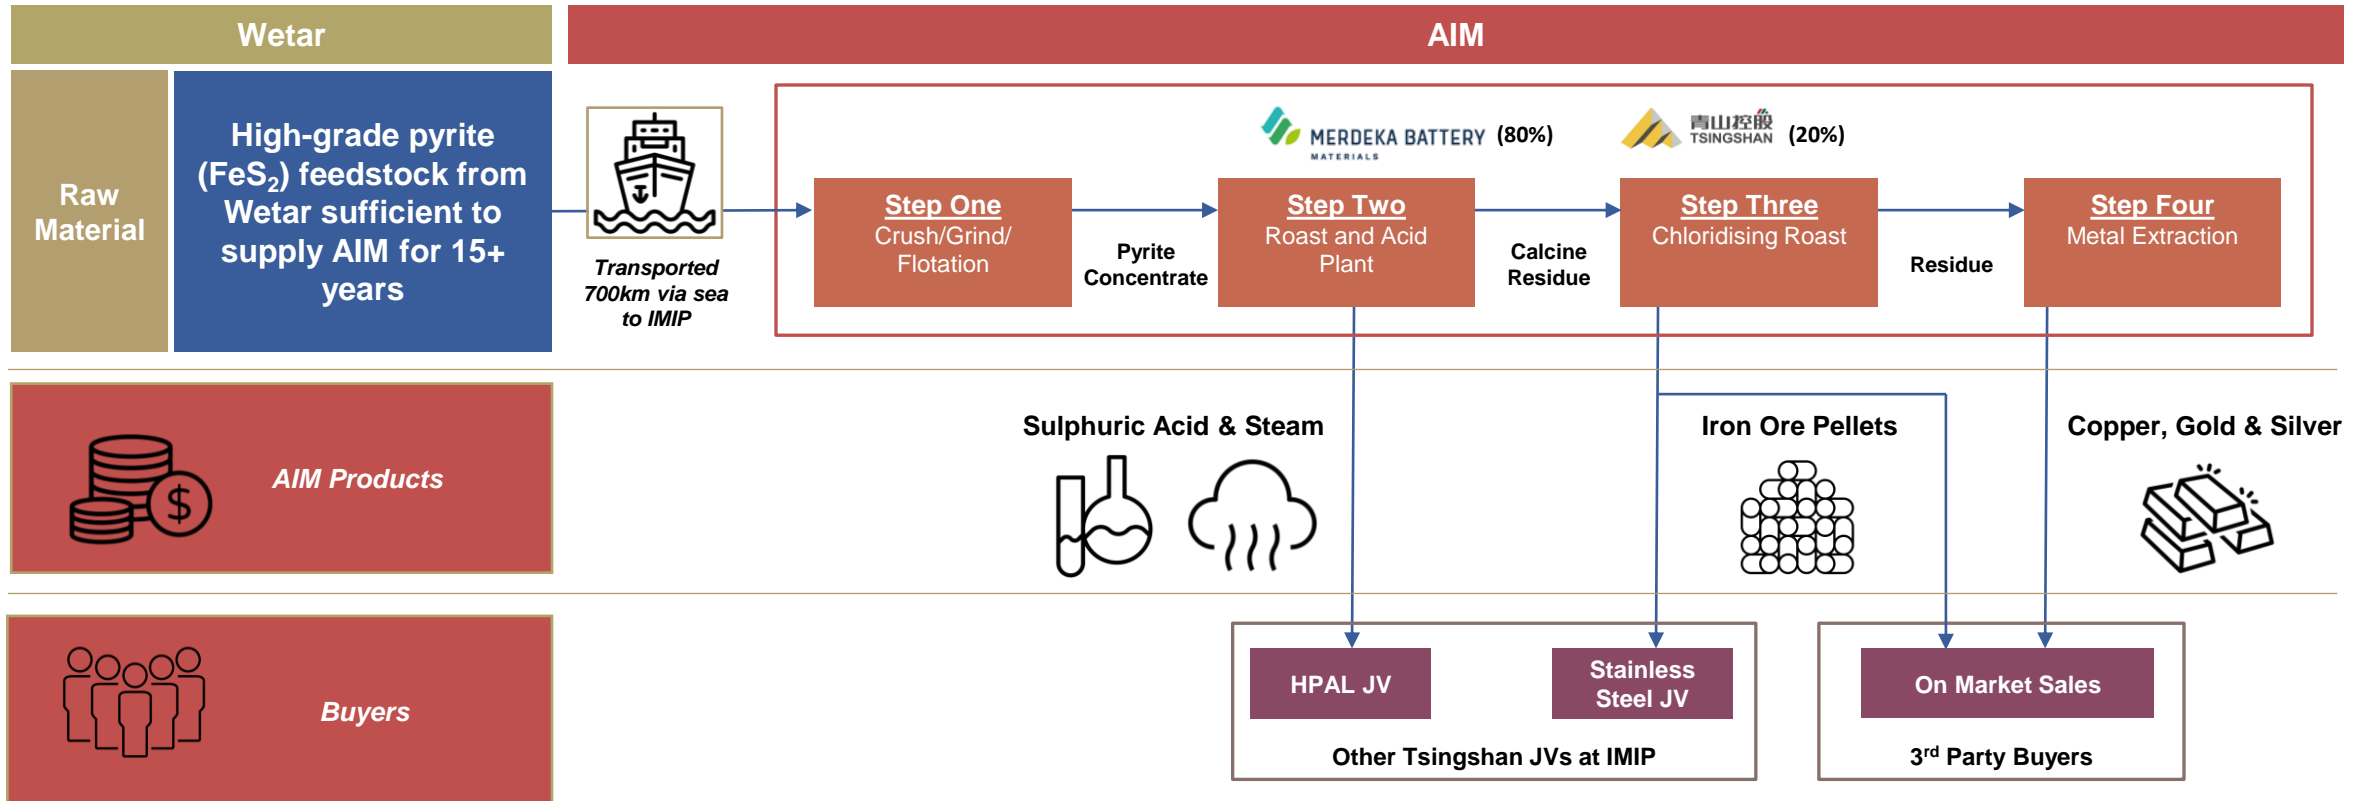 Wetar
AIM
Raw
Material
High-grade pyrite
(FeS₂) feedstock from
Wetar sufficient to
supply AIM for 15+
years
Transported
700km via sea
to IMIP
MERDEKA BATTERY
MATERIALS
(80%)
青山控股
TSINGSHAN
(20%)
Step One
Crush/Grind/
Flotation
Pyrite
Concentrate
Step Two
Roast and Acid
Plant
Calcine
Residue
Step Three
Chloridising Roast
Residue
Step Four
Metal Extraction
$
AIM Products
Sulphuric Acid & Steam
Iron Ore Pellets
Copper, Gold & Silver
Buyers
HPAL JV
Stainless
Steel JV
On Market Sales
Other Tsingshan JVs at IMIP
3rd Party Buyers